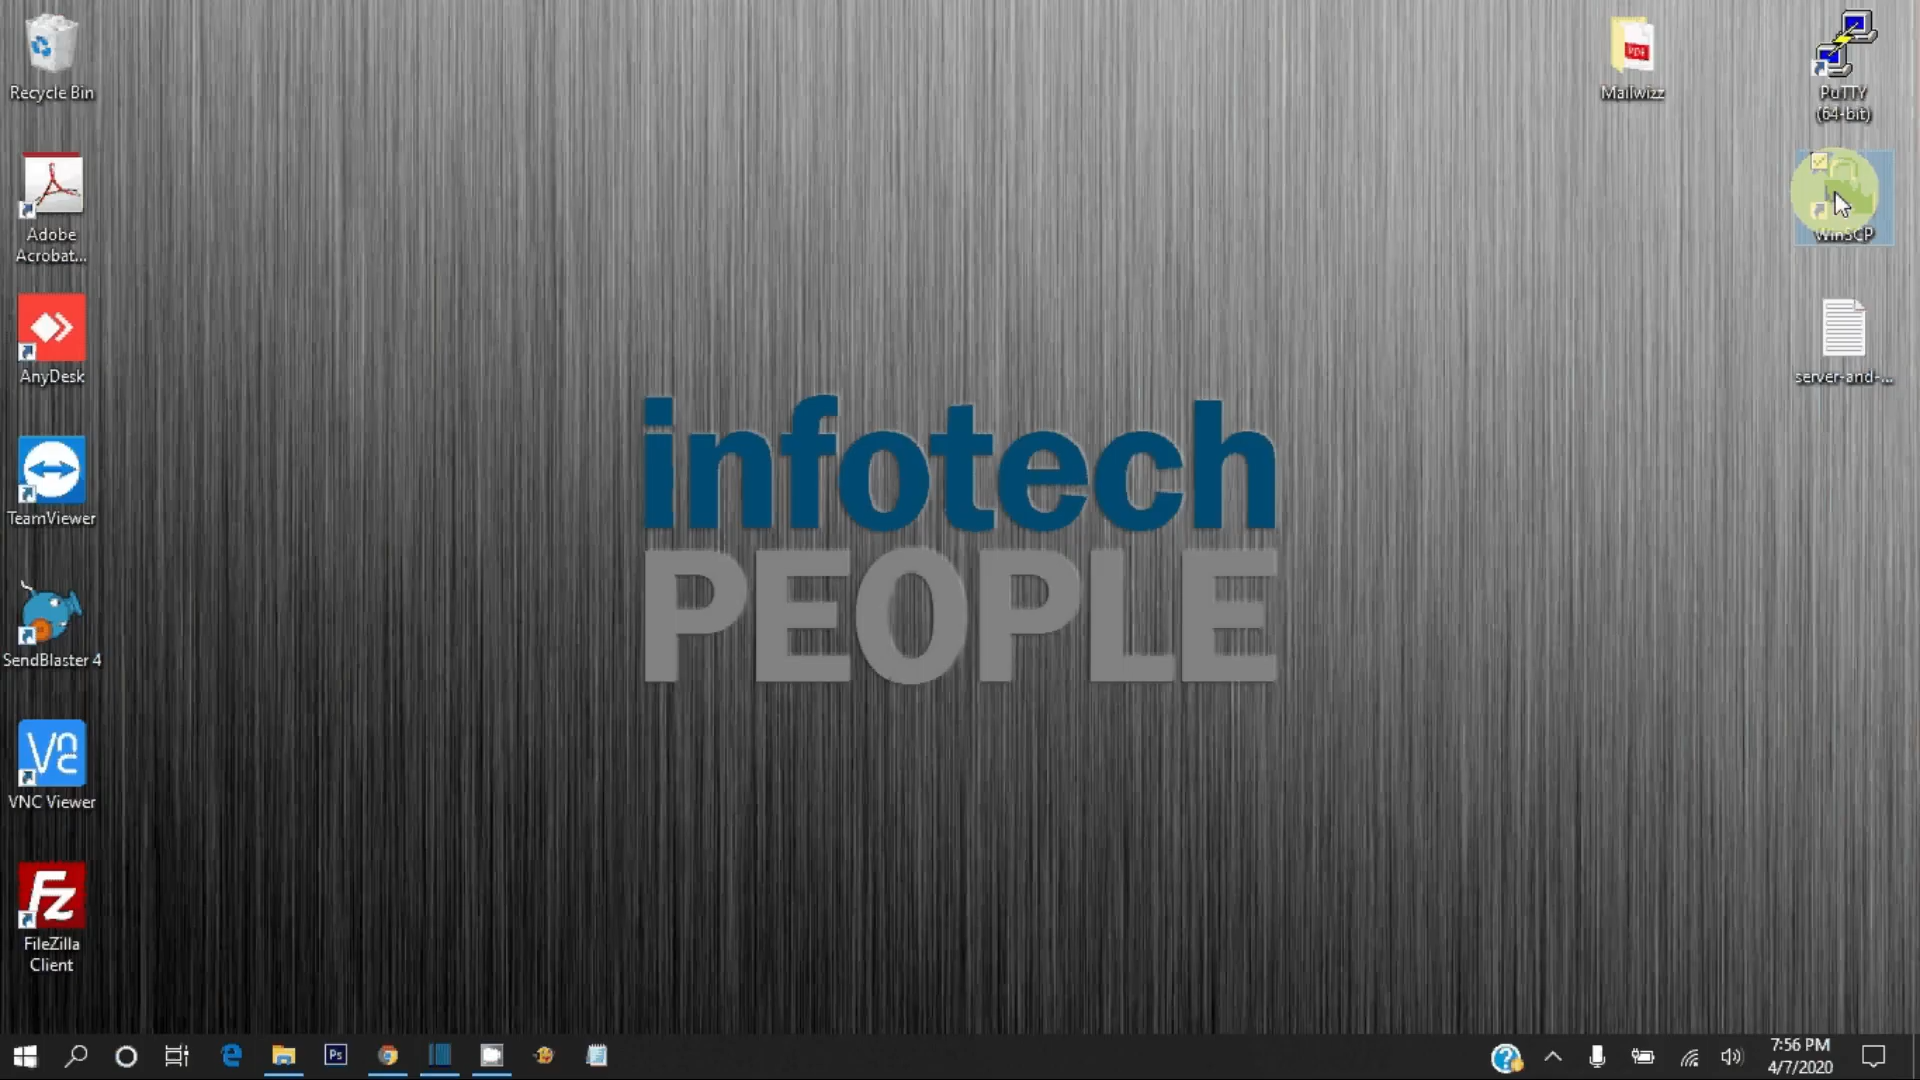 Recycle Bin
Adobe
Acrobat...
AnyDesk
TeamViewer
SendBlaster 4
VNC Viewer
FileZilla
Client
infotech
PEOPLE
Mailwizz
PuTTY
(64-bit)
WinSCP
server-and-...
7:56 PM
4/7/2020